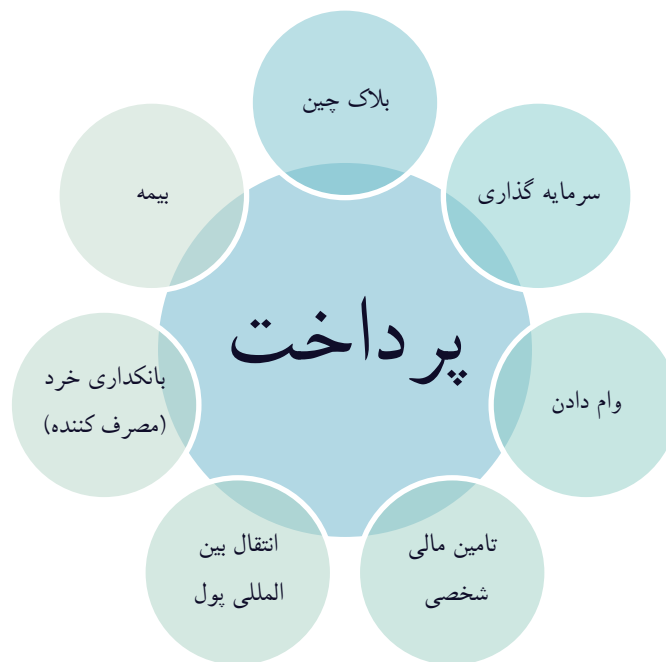 بلاک چین
سرمایه گذاری
وام دادن
تامین مالی
شخصی
انتقال بین
المللی پول
بانکداری خرد
(مصرف کننده)
بیمه
پرداخت